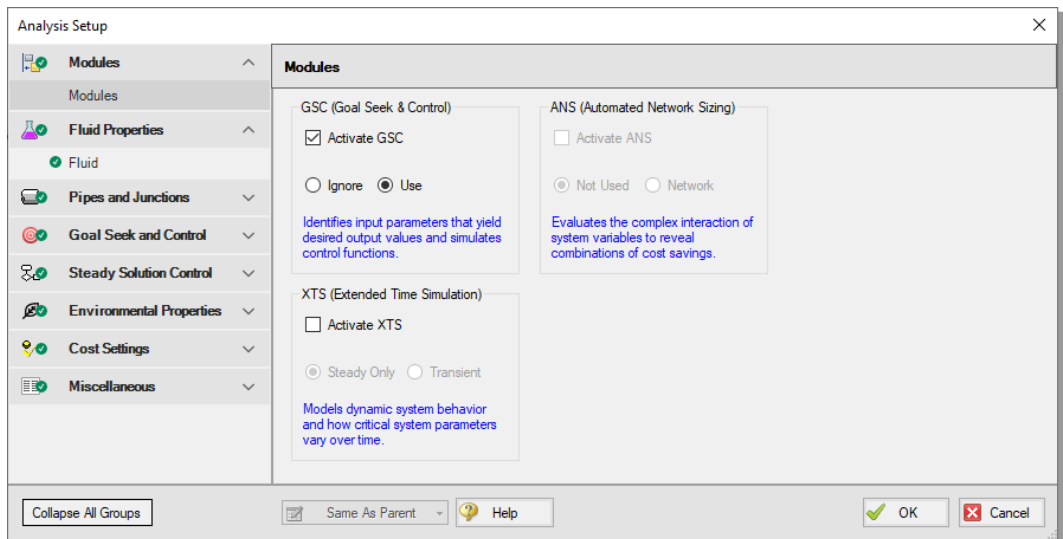 Analysis Setup
Modules
Modules
Fluid Properties
Fluid
Pipes and Junctions
Goal Seek and Control
Steady Solution Control
Environmental Properties
Cost Settings
Miscellaneous
Modules
GSC (Goal Seek & Control)
Activate GSC
Ignore Use
Identifies input parameters that yield
desired output values and simulates
control functions.
ANS (Automated Network Sizing)
Activate ANS
Not Used Network
Evaluates the complex interaction of
system variables to reveal
combinations of cost savings.
XTS (Extended Time Simulation)
Activate XTS
Steady Only Transient
Models dynamic system behavior
and how critical system parameters
vary over time.
Collapse All Groups Same As Parent Help OK Cancel